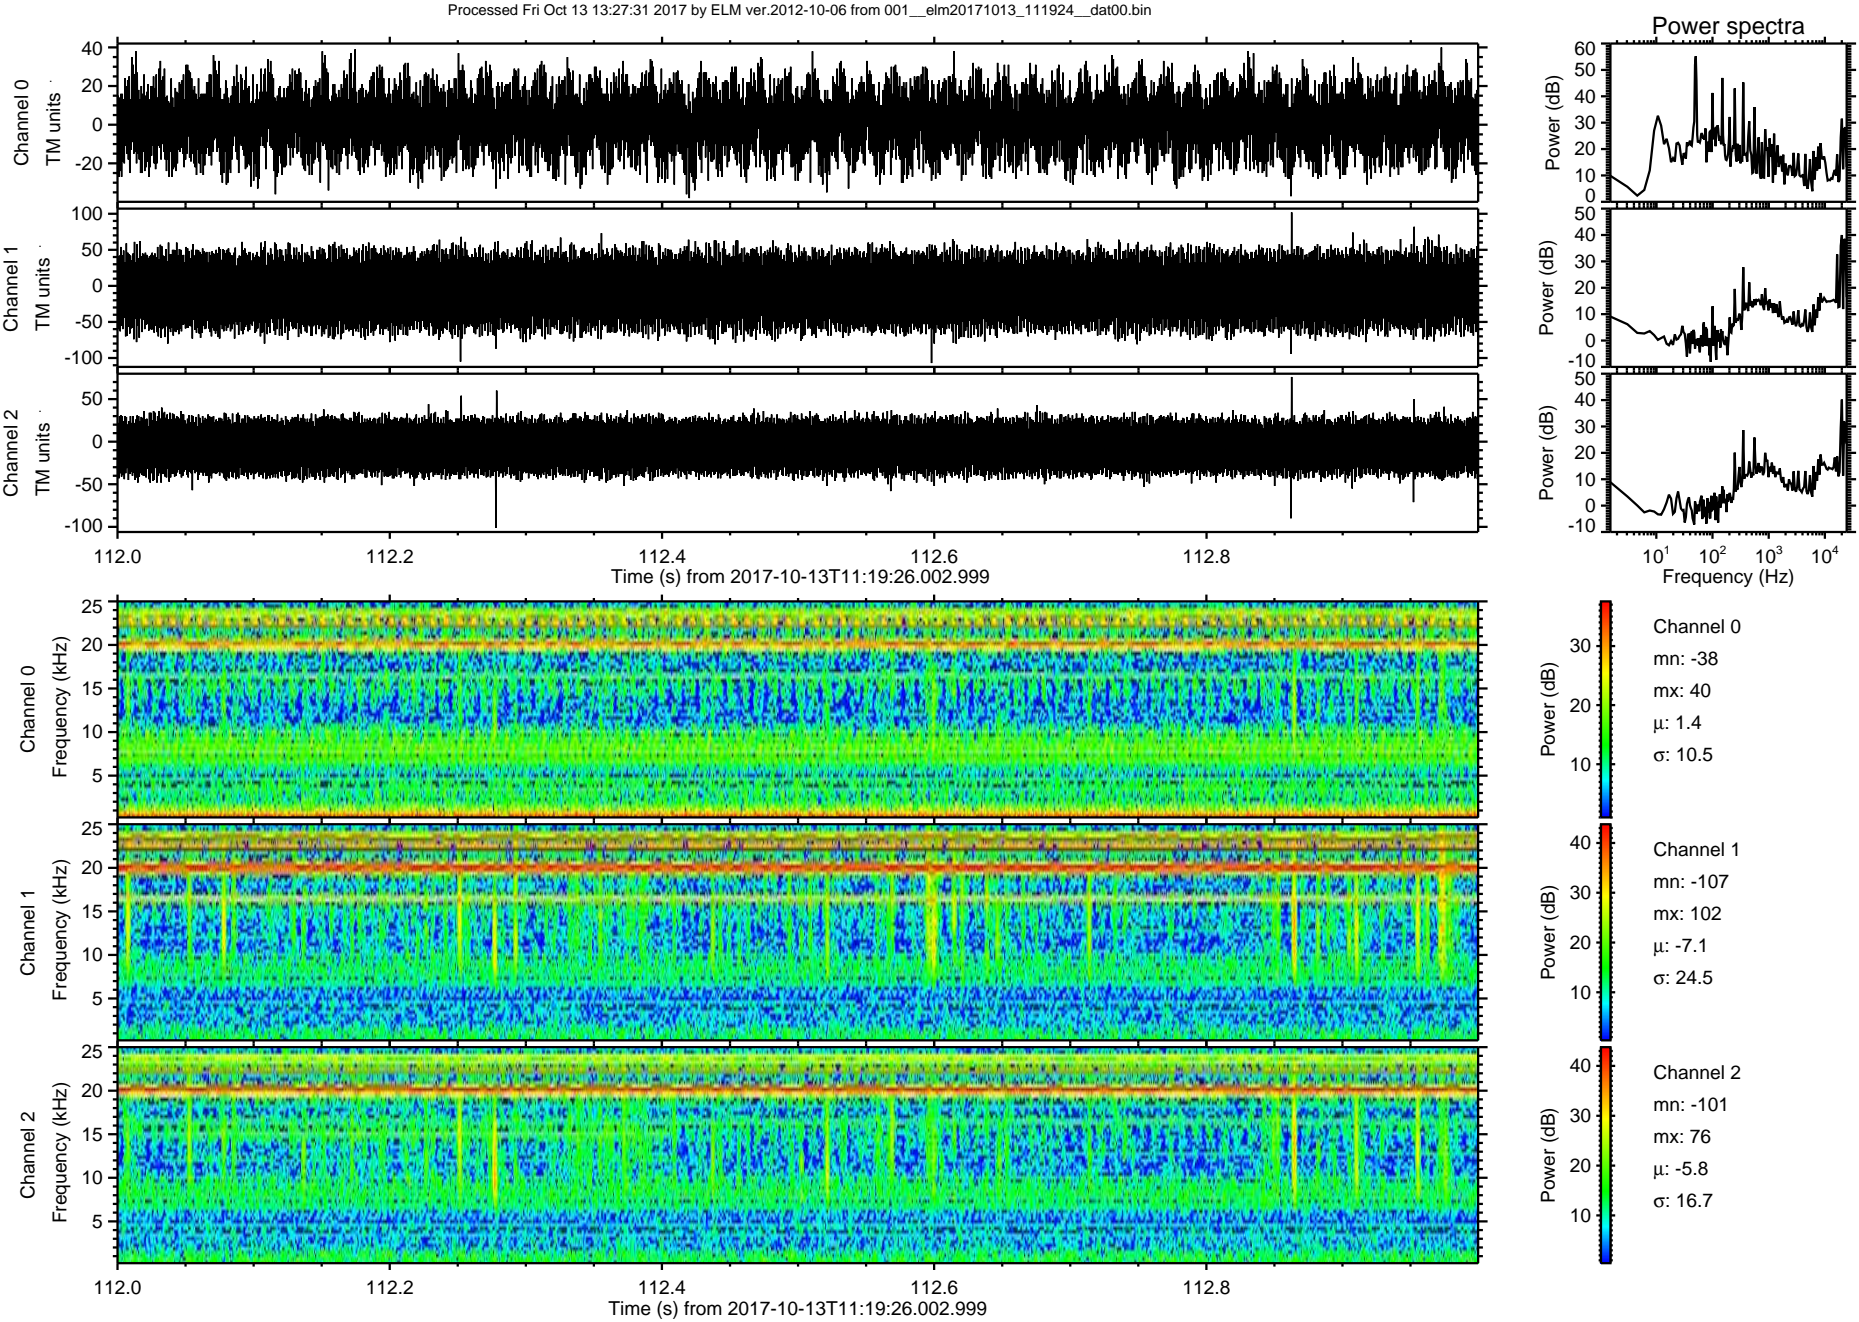 Processed Fri Oct 13 13:27:31 2017 by ELM ver.2012-10-06 from 001__elm20171013_111924__dat00.bin
Power spectra
Channel 0
TM units
40
20
0
-20
Power (dB)
60
50
40
30
20
10
0
Channel 1
TM units
100
50
0
-50
-100
Power (dB)
50
40
30
20
10
0
-10
Channel 2
TM units
50
0
-50
-100
Power (dB)
50
40
30
20
10
0
-10
112.0 112.2 112.4 112.6 112.8
Time (s) from 2017-10-13T11:19:26.002.999
10¹ 10² 10³ 10⁴
Frequency (Hz)
Channel 0
Frequency (kHz)
25
20
15
10
5
Power (dB)
30
20
10
Channel 0
mn: -38
mx: 40
μ: 1.4
σ: 10.5
Channel 1
Frequency (kHz)
25
20
15
10
5
Power (dB)
40
30
20
10
Channel 1
mn: -107
mx: 102
μ: -7.1
σ: 24.5
Channel 2
Frequency (kHz)
25
20
15
10
5
Power (dB)
40
30
20
10
Channel 2
mn: -101
mx: 76
μ: -5.8
σ: 16.7
112.0 112.2 112.4 112.6 112.8
Time (s) from 2017-10-13T11:19:26.002.999